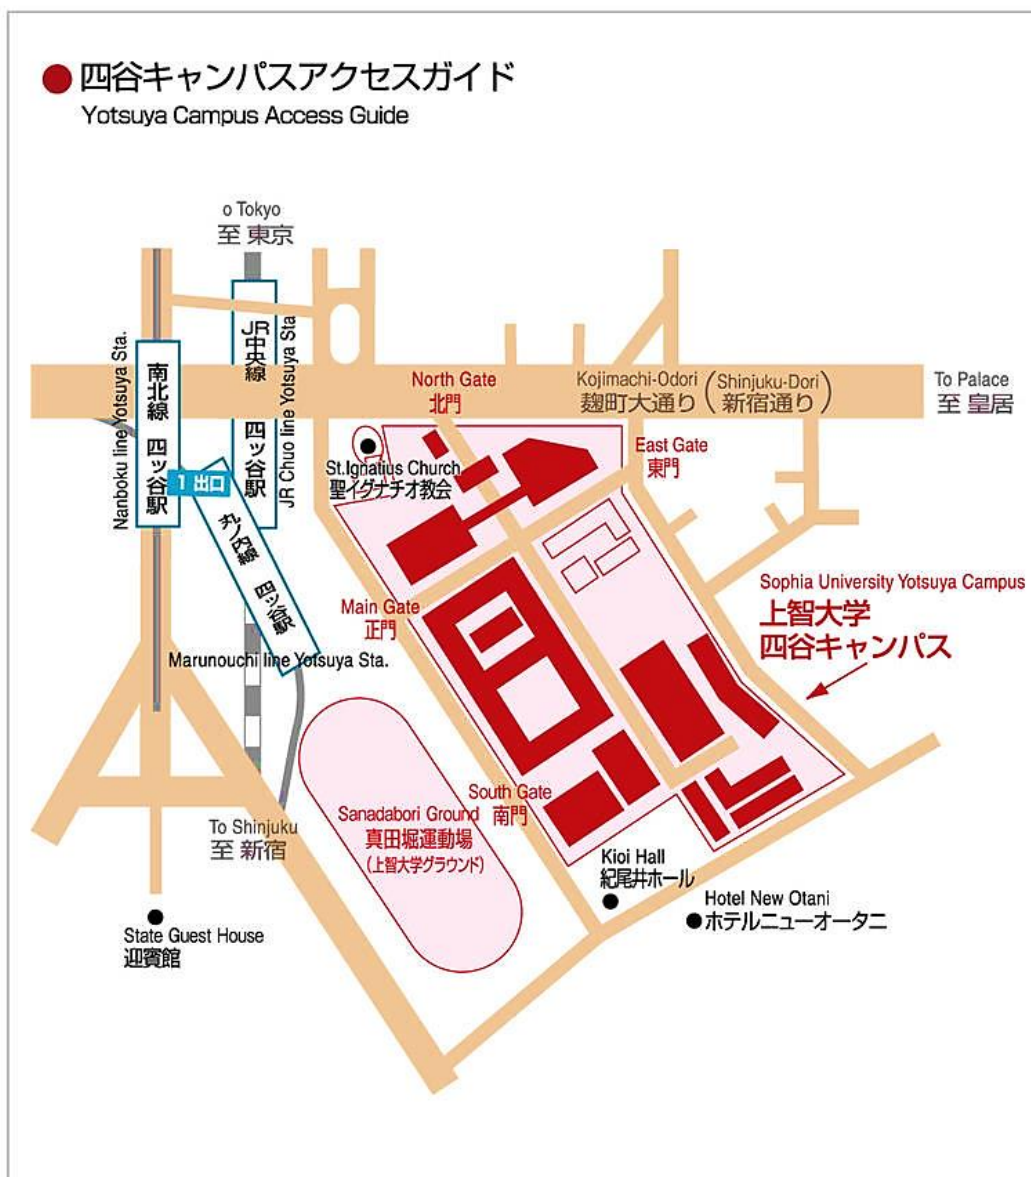 四谷キャンパスアクセスガイド
Yotsuya Campus Access Guide
o Tokyo
至 東京
Nanboku line Yotsuya Sta.
南北線 四ッ谷駅
JR中央線 四ッ谷駅
JR Chuo line Yotsuya Sta
North Gate
北門
Kojimachi-Odori (Shinjuku-Dori)
麹町大通り(新宿通り)
To Palace
至 皇居
St.Ignatius Church
聖イグナチオ教会
East Gate
東門
1出口
丸ノ内線 四ッ谷駅
Marunouchi line Yotsuya Sta.
Main Gate
正門
Sophia University Yotsuya Campus
上智大学
四谷キャンパス
To Shinjuku
至 新宿
Sanadabori Ground
真田堀運動場
(上智大学グラウンド)
South Gate
南門
Kioi Hall
紀尾井ホール
Hotel New Otani
ホテルニューオータニ
State Guest House
迎賓館